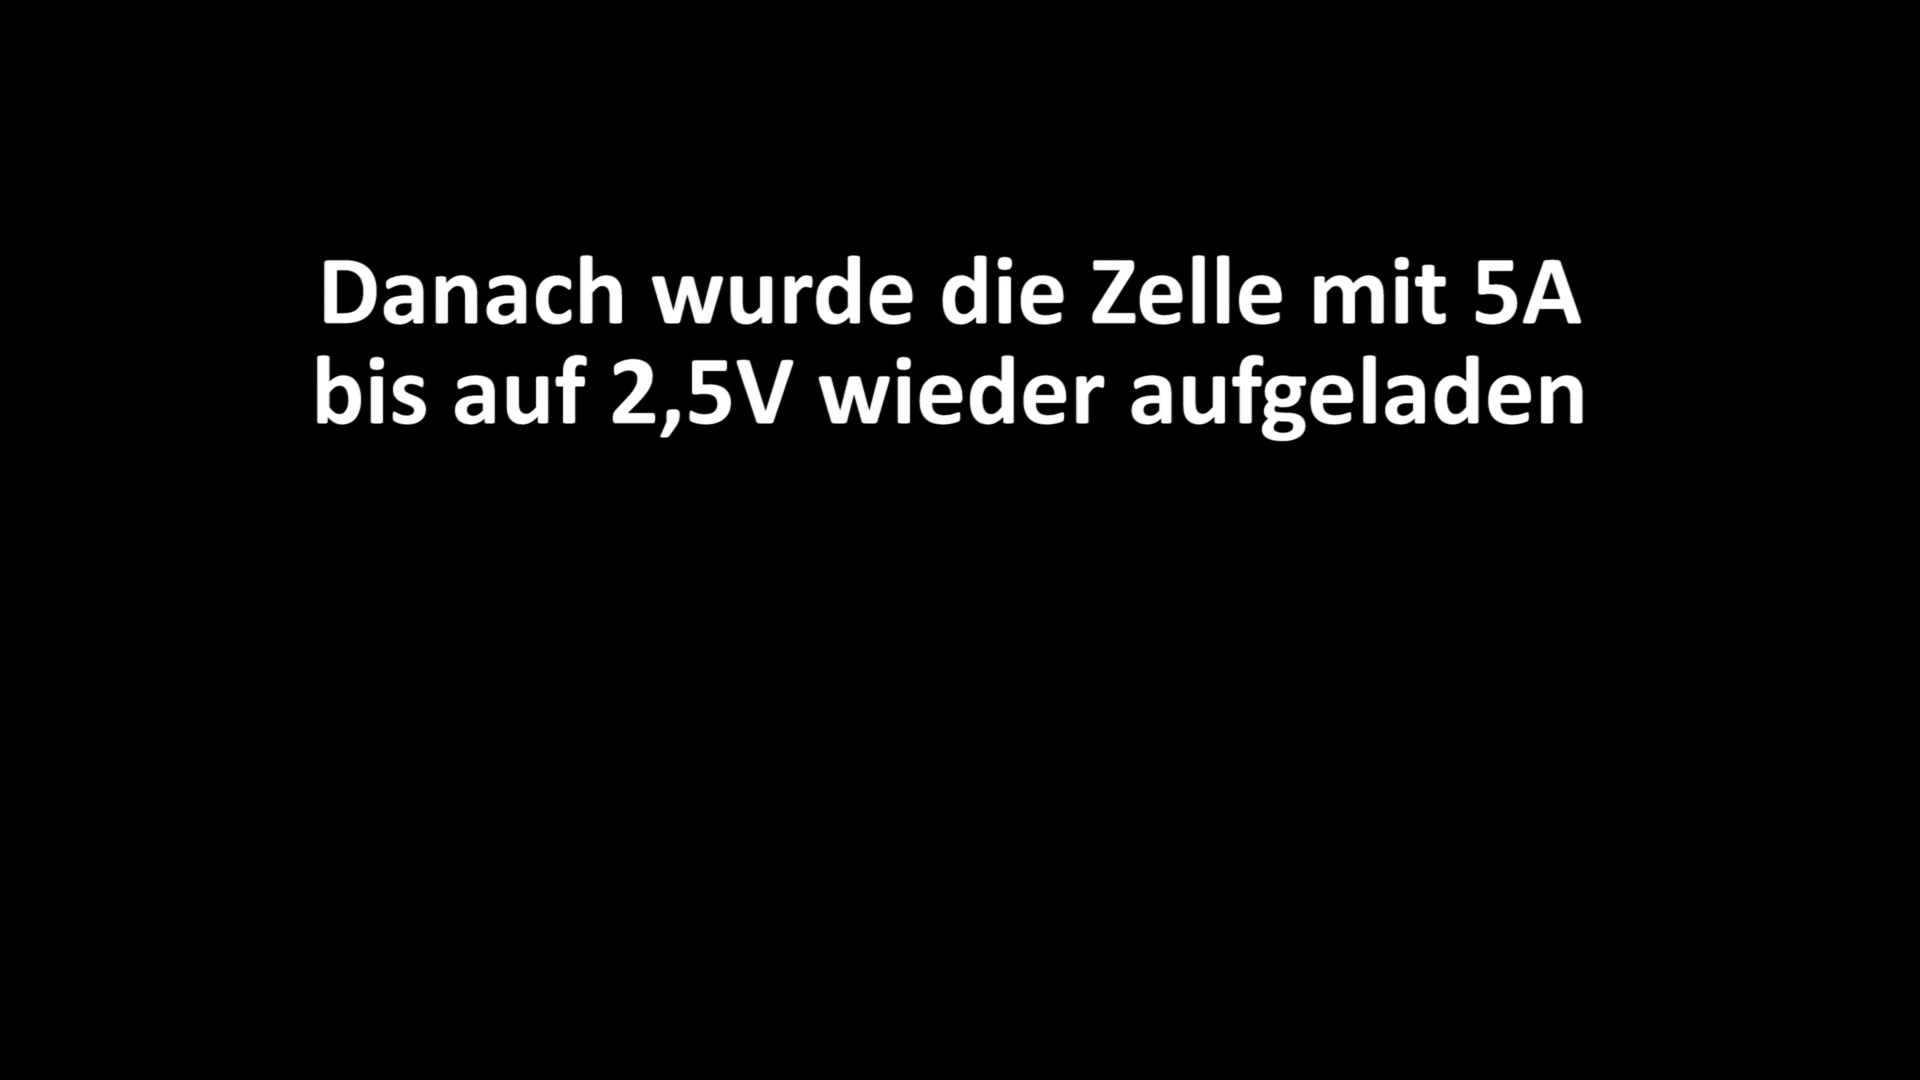 Danach wurde die Zelle mit 5A
bis auf 2,5V wieder aufgeladen